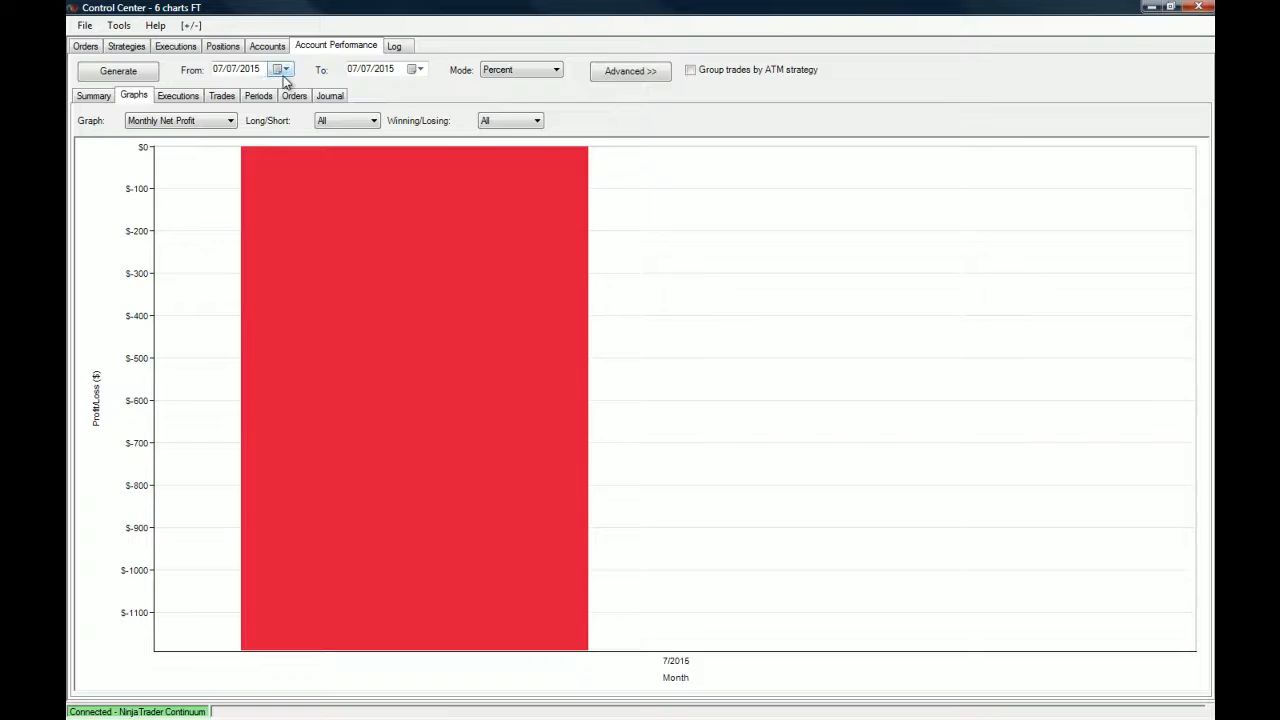 Control Center - 6 charts FT
File Tools Help [+/-]
Orders Strategies Executions Positions Accounts Account Performance Log
Generate From: 07/07/2015 To: 07/07/2015 Mode: Percent Advanced >> Group trades by ATM strategy
Summary Graphs Executions Trades Periods Orders Journal
Graph: Monthly Net Profit Long/Short: All Winning/Losing: All
$0
$-100
$-200
$-300
$-400
$-500
$-600
$-700
$-800
$-900
$-1000
$-1100
Profit/Loss ($)
7/2015
Month
Connected - NinjaTrader Continuum